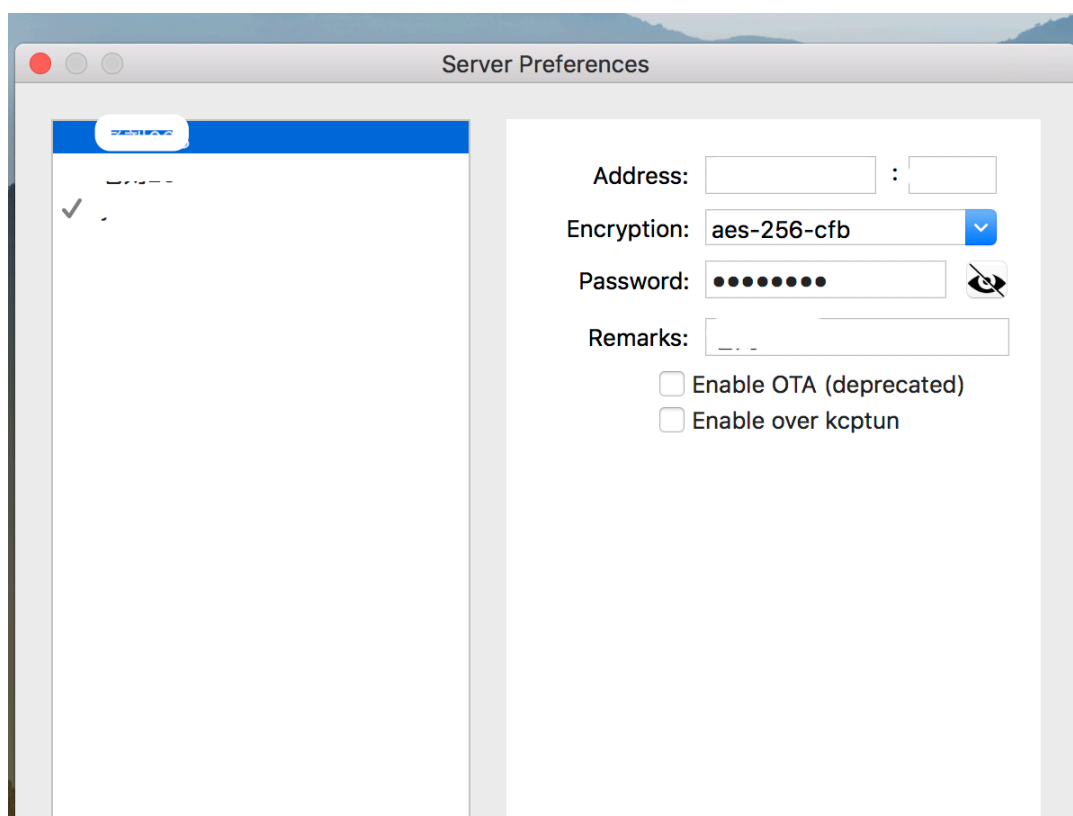 Server Preferences
Address:
:
Encryption: aes-256-cfb
Password: ●●●●●●●●
Remarks:
Enable OTA (deprecated)
Enable over kcptun